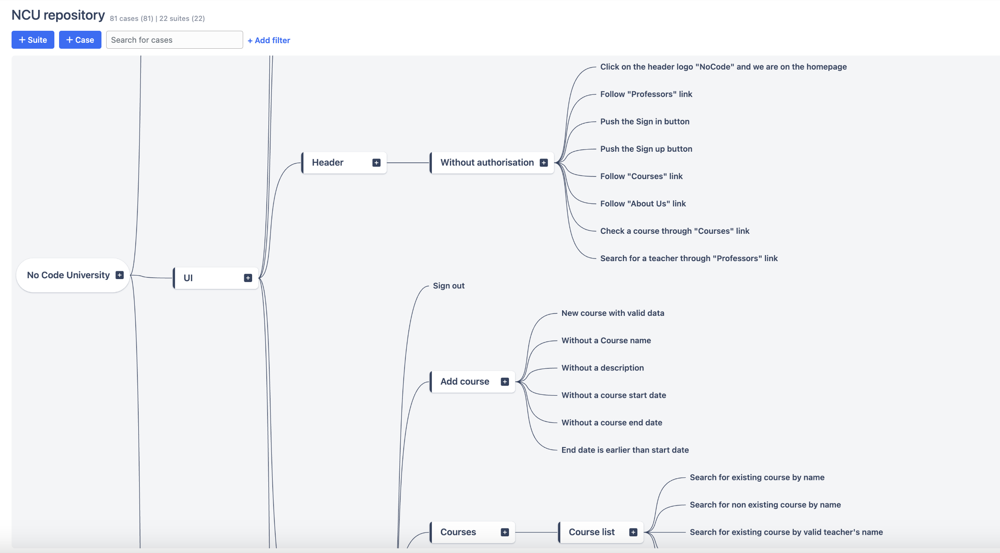 NCU repository 81 cases (81) | 22 suites (22)
+ Suite + Case Search for cases + Add filter
Click on the header logo "NoCode" and we are on the homepage
Follow "Professors" link
Push the Sign in button
Push the Sign up button
Header
Without authorisation
Follow "Courses" link
Follow "About Us" link
Check a course through "Courses" link
Search for a teacher through "Professors" link
No Code University
UI
Sign out
New course with valid data
Without a Course name
Without a description
Add course
Without a course start date
Without a course end date
End date is earlier than start date
Search for existing course by name
Search for non existing course by name
Courses
Course list
Search for existing course by valid teacher's name